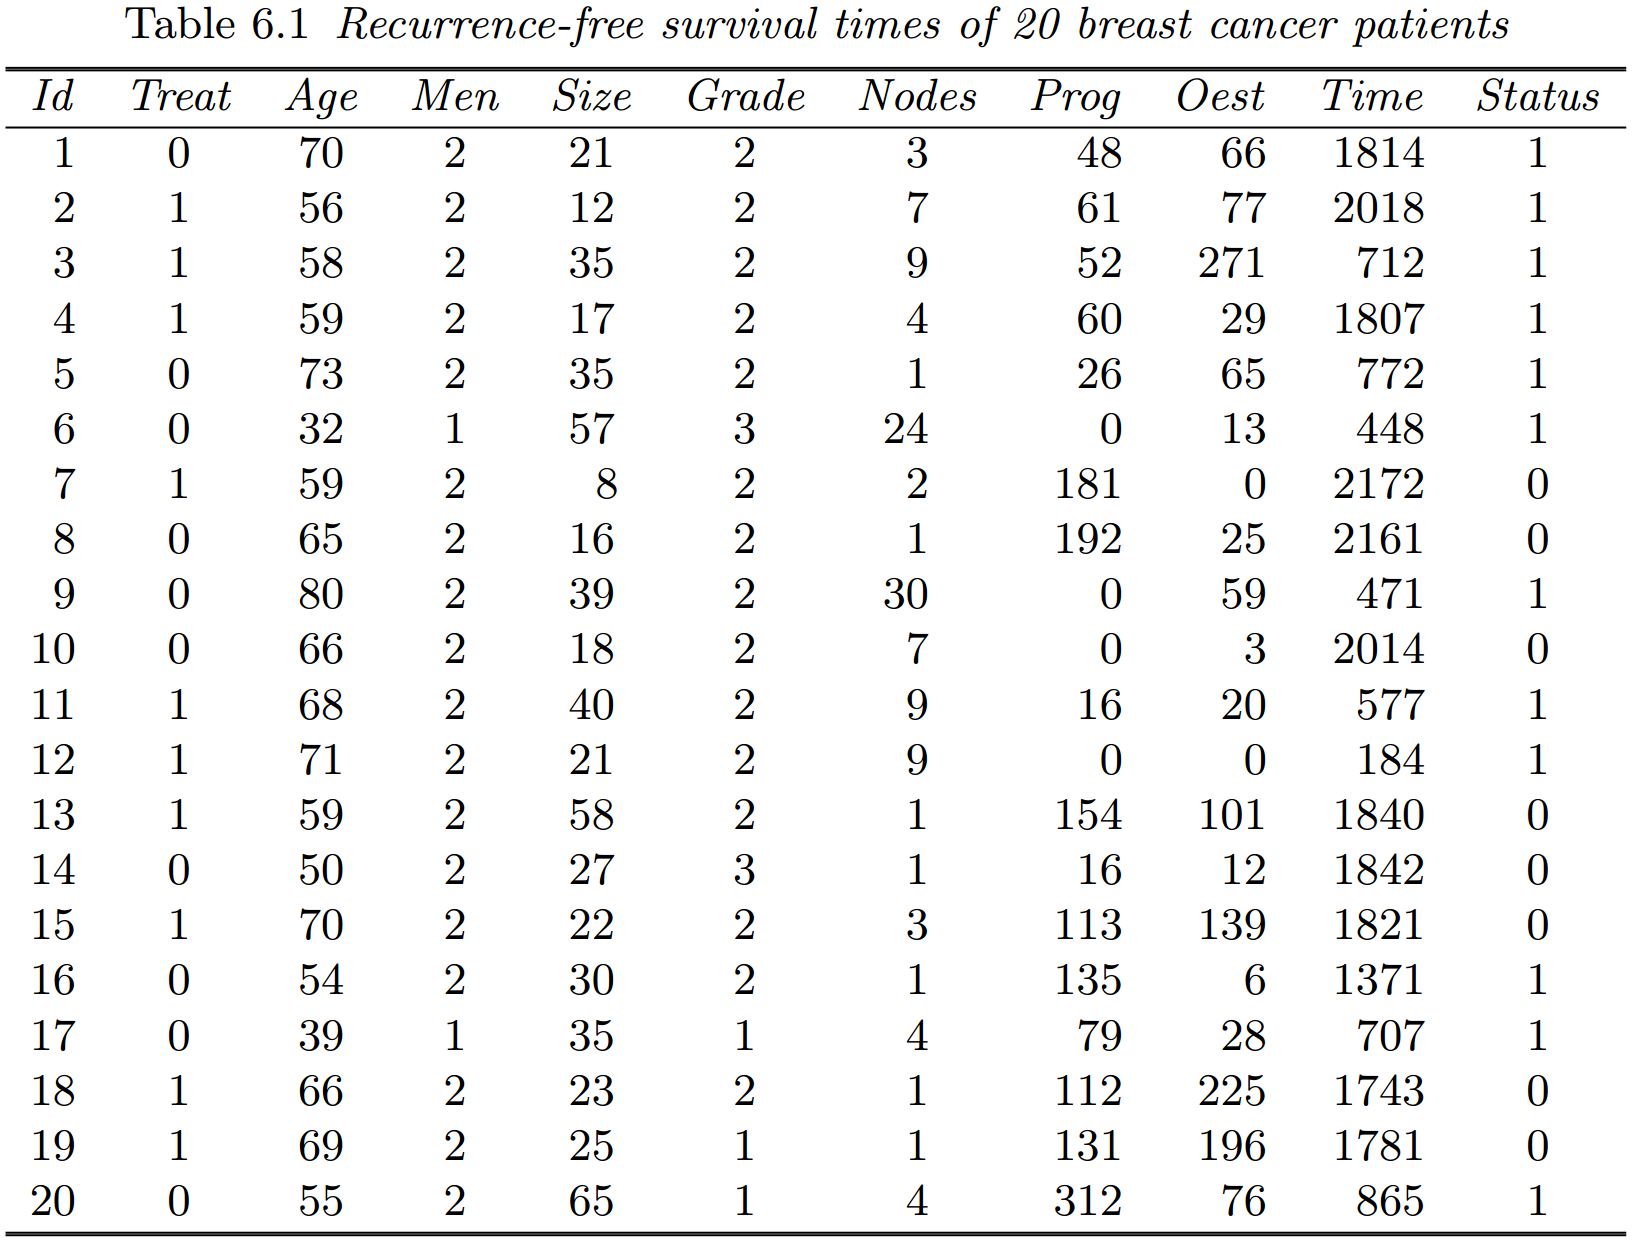 Table 6.1 Recurrence-free survival times of 20 breast cancer patients
Id Treat Age Men Size Grade Nodes Prog Oest Time Status
1 0 70 2 21 2 3 48 66 1814 1
2 1 56 2 12 2 7 61 77 2018 1
3 1 58 2 35 2 9 52 271 712 1
4 1 59 2 17 2 4 60 29 1807 1
5 0 73 2 35 2 1 26 65 772 1
6 0 32 1 57 3 24 0 13 448 1
7 1 59 2 8 2 2 181 0 2172 0
8 0 65 2 16 2 1 192 25 2161 0
9 0 80 2 39 2 30 0 59 471 1
10 0 66 2 18 2 7 0 3 2014 0
11 1 68 2 40 2 9 16 20 577 1
12 1 71 2 21 2 9 0 0 184 1
13 1 59 2 58 2 1 154 101 1840 0
14 0 50 2 27 3 1 16 12 1842 0
15 1 70 2 22 2 3 113 139 1821 0
16 0 54 2 30 2 1 135 6 1371 1
17 0 39 1 35 1 4 79 28 707 1
18 1 66 2 23 2 1 112 225 1743 0
19 1 69 2 25 1 1 131 196 1781 0
20 0 55 2 65 1 4 312 76 865 1